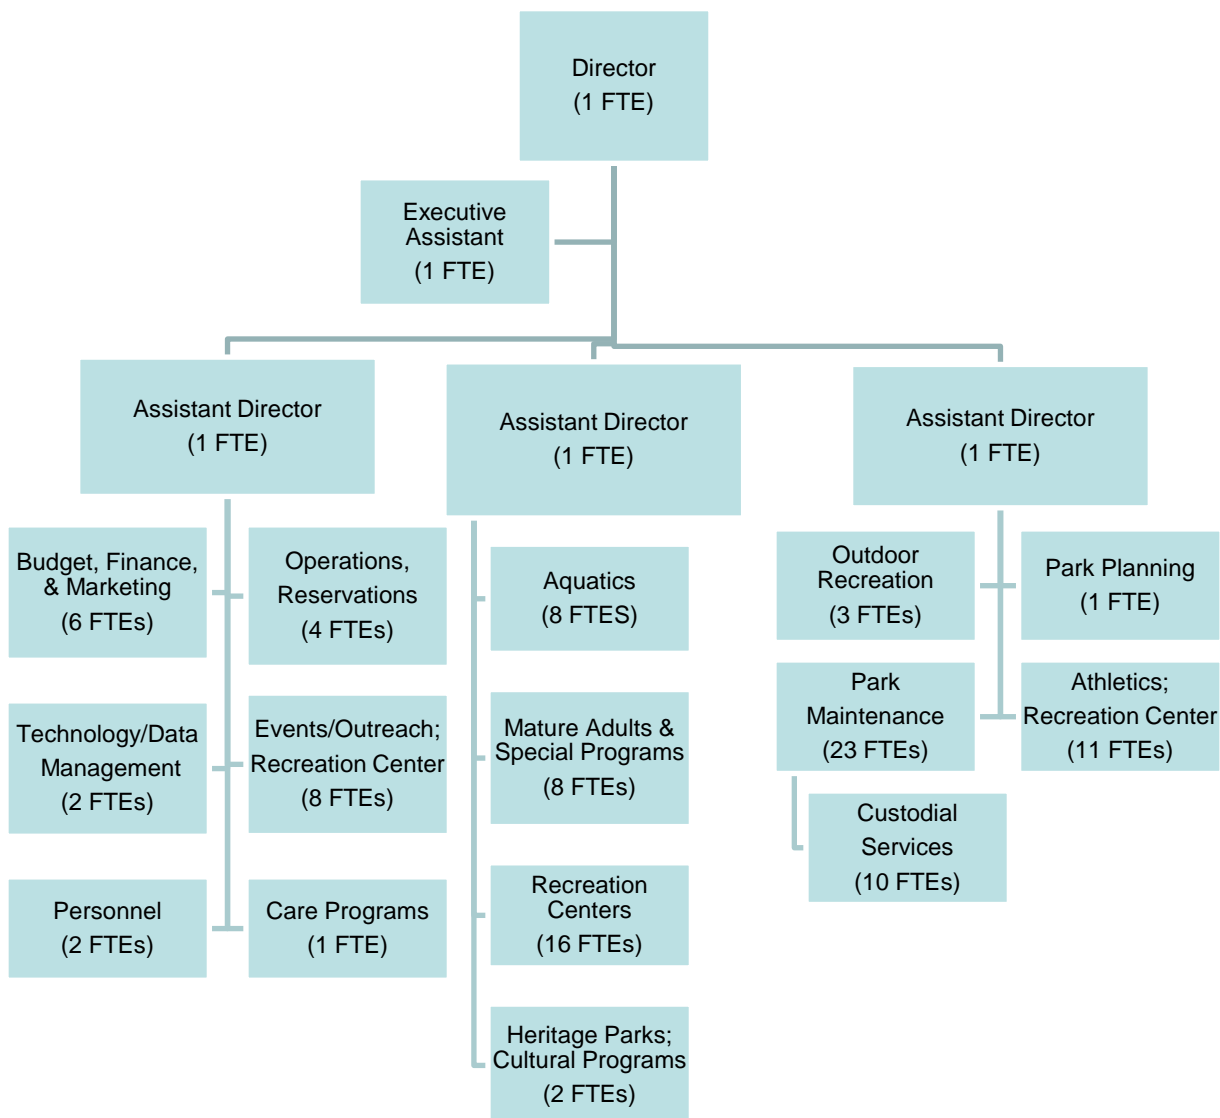 Director
(1 FTE)
Executive
Assistant
(1 FTE)
Assistant Director
(1 FTE)
Assistant Director
(1 FTE)
Assistant Director
(1 FTE)
Budget, Finance,
& Marketing
(6 FTEs)
Operations,
Reservations
(4 FTEs)
Technology/Data
Management
(2 FTEs)
Events/Outreach;
Recreation Center
(8 FTEs)
Personnel
(2 FTEs)
Care Programs
(1 FTE)
Aquatics
(8 FTES)
Mature Adults &
Special Programs
(8 FTEs)
Recreation
Centers
(16 FTEs)
Heritage Parks;
Cultural Programs
(2 FTEs)
Outdoor
Recreation
(3 FTEs)
Park Planning
(1 FTE)
Park
Maintenance
(23 FTEs)
Athletics;
Recreation Center
(11 FTEs)
Custodial
Services
(10 FTEs)